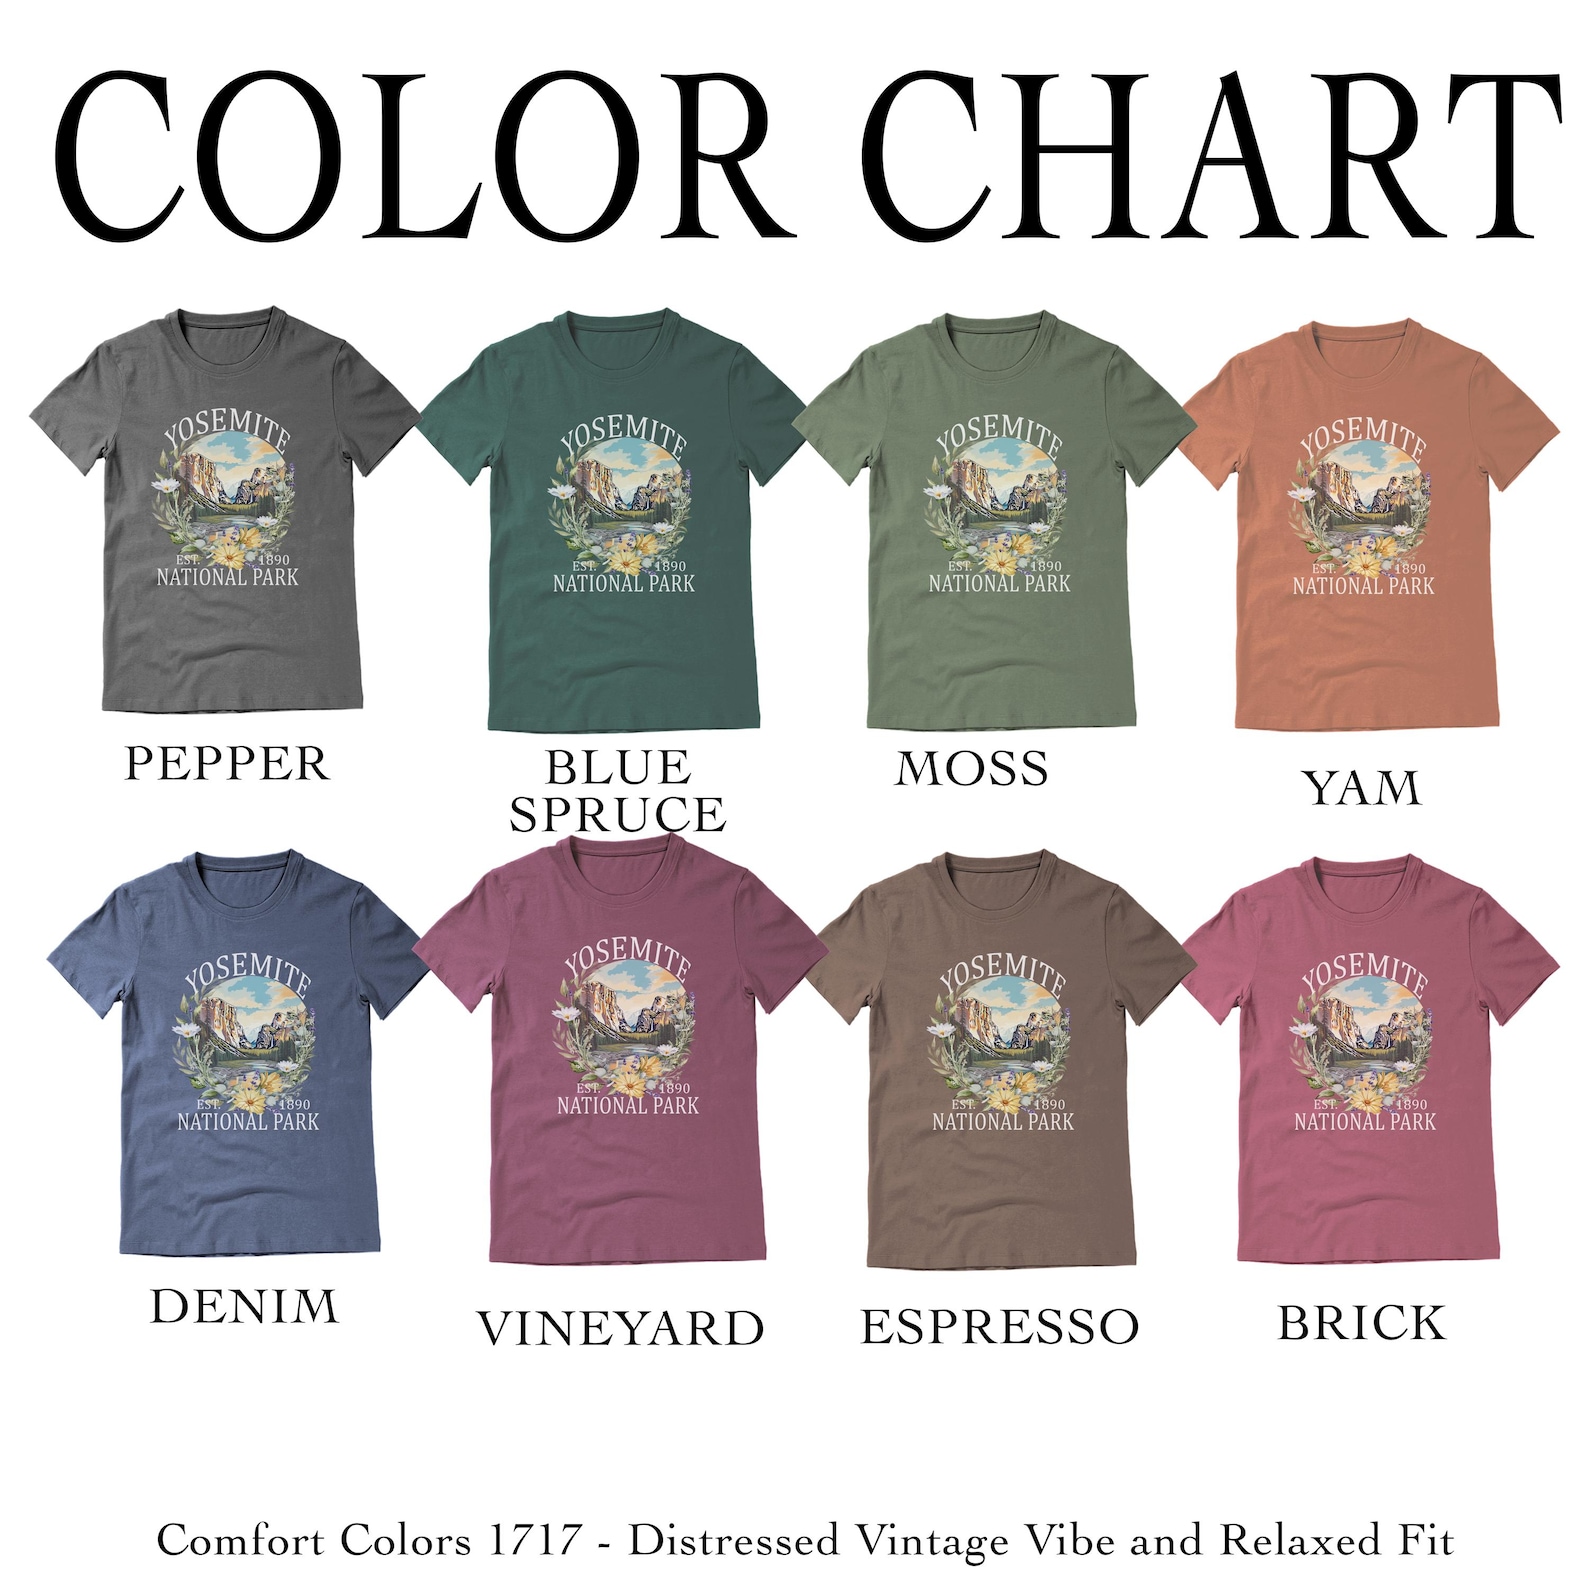 COLOR CHART
YOSEMITE
EST. 1890
NATIONAL PARK
YOSEMITE
EST. 1890
NATIONAL PARK
YOSEMITE
EST. 1890
NATIONAL PARK
YOSEMITE
EST. 1890
NATIONAL PARK
PEPPER
BLUE
SPRUCE
MOSS
YAM
YOSEMITE
EST. 1890
NATIONAL PARK
YOSEMITE
EST. 1890
NATIONAL PARK
YOSEMITE
EST. 1890
NATIONAL PARK
YOSEMITE
EST. 1890
NATIONAL PARK
DENIM
VINEYARD
ESPRESSO
BRICK
Comfort Colors 1717 - Distressed Vintage Vibe and Relaxed Fit